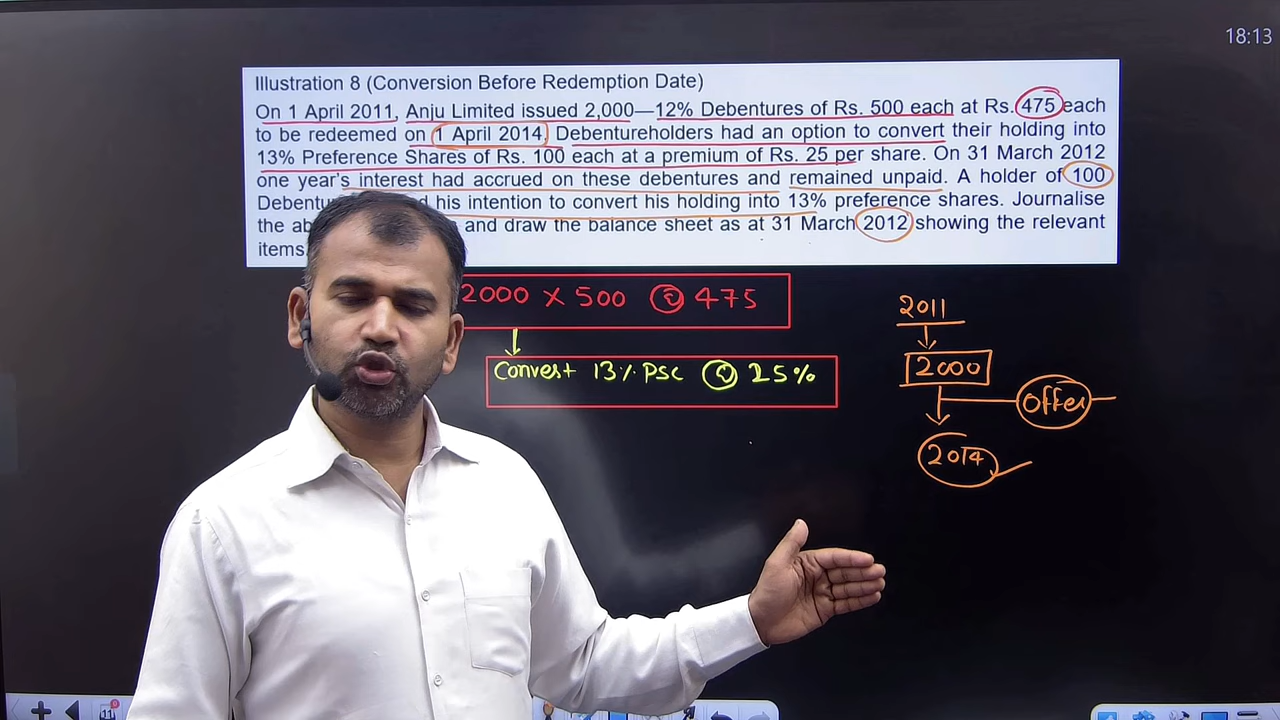 18:13
Illustration 8 (Conversion Before Redemption Date)
On 1 April 2011, Anju Limited issued 2,000—12% Debentures of Rs. 500 each at Rs. 475 each
to be redeemed on 1 April 2014. Debentureholders had an option to convert their holding into
13% Preference Shares of Rs. 100 each at a premium of Rs. 25 per share. On 31 March 2012
one year's interest had accrued on these debentures and remained unpaid. A holder of 100
his intention to convert his holding into 13% preference shares. Journalise
the and draw the balance sheet as at 31 March 2012 showing the relevant
items
2000 X 500 @ 475
Convert 13% PSC @ 25%
2011
2000
Offer
2014
11